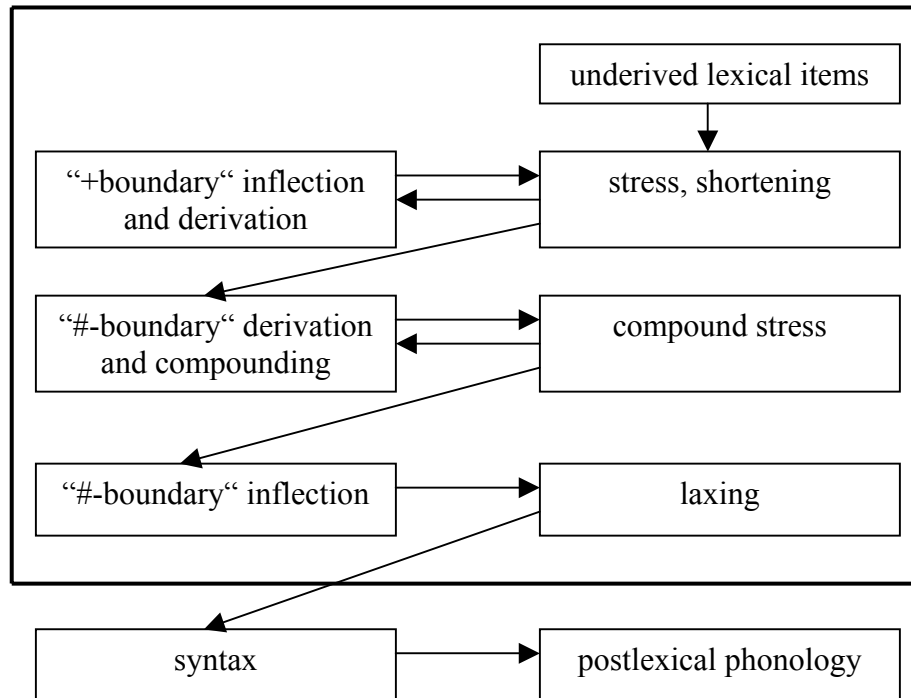 underived lexical items
“+boundary“ inflection
and derivation
stress, shortening
“#-boundary“ derivation
and compounding
compound stress
“#-boundary“ inflection
laxing
syntax
postlexical phonology